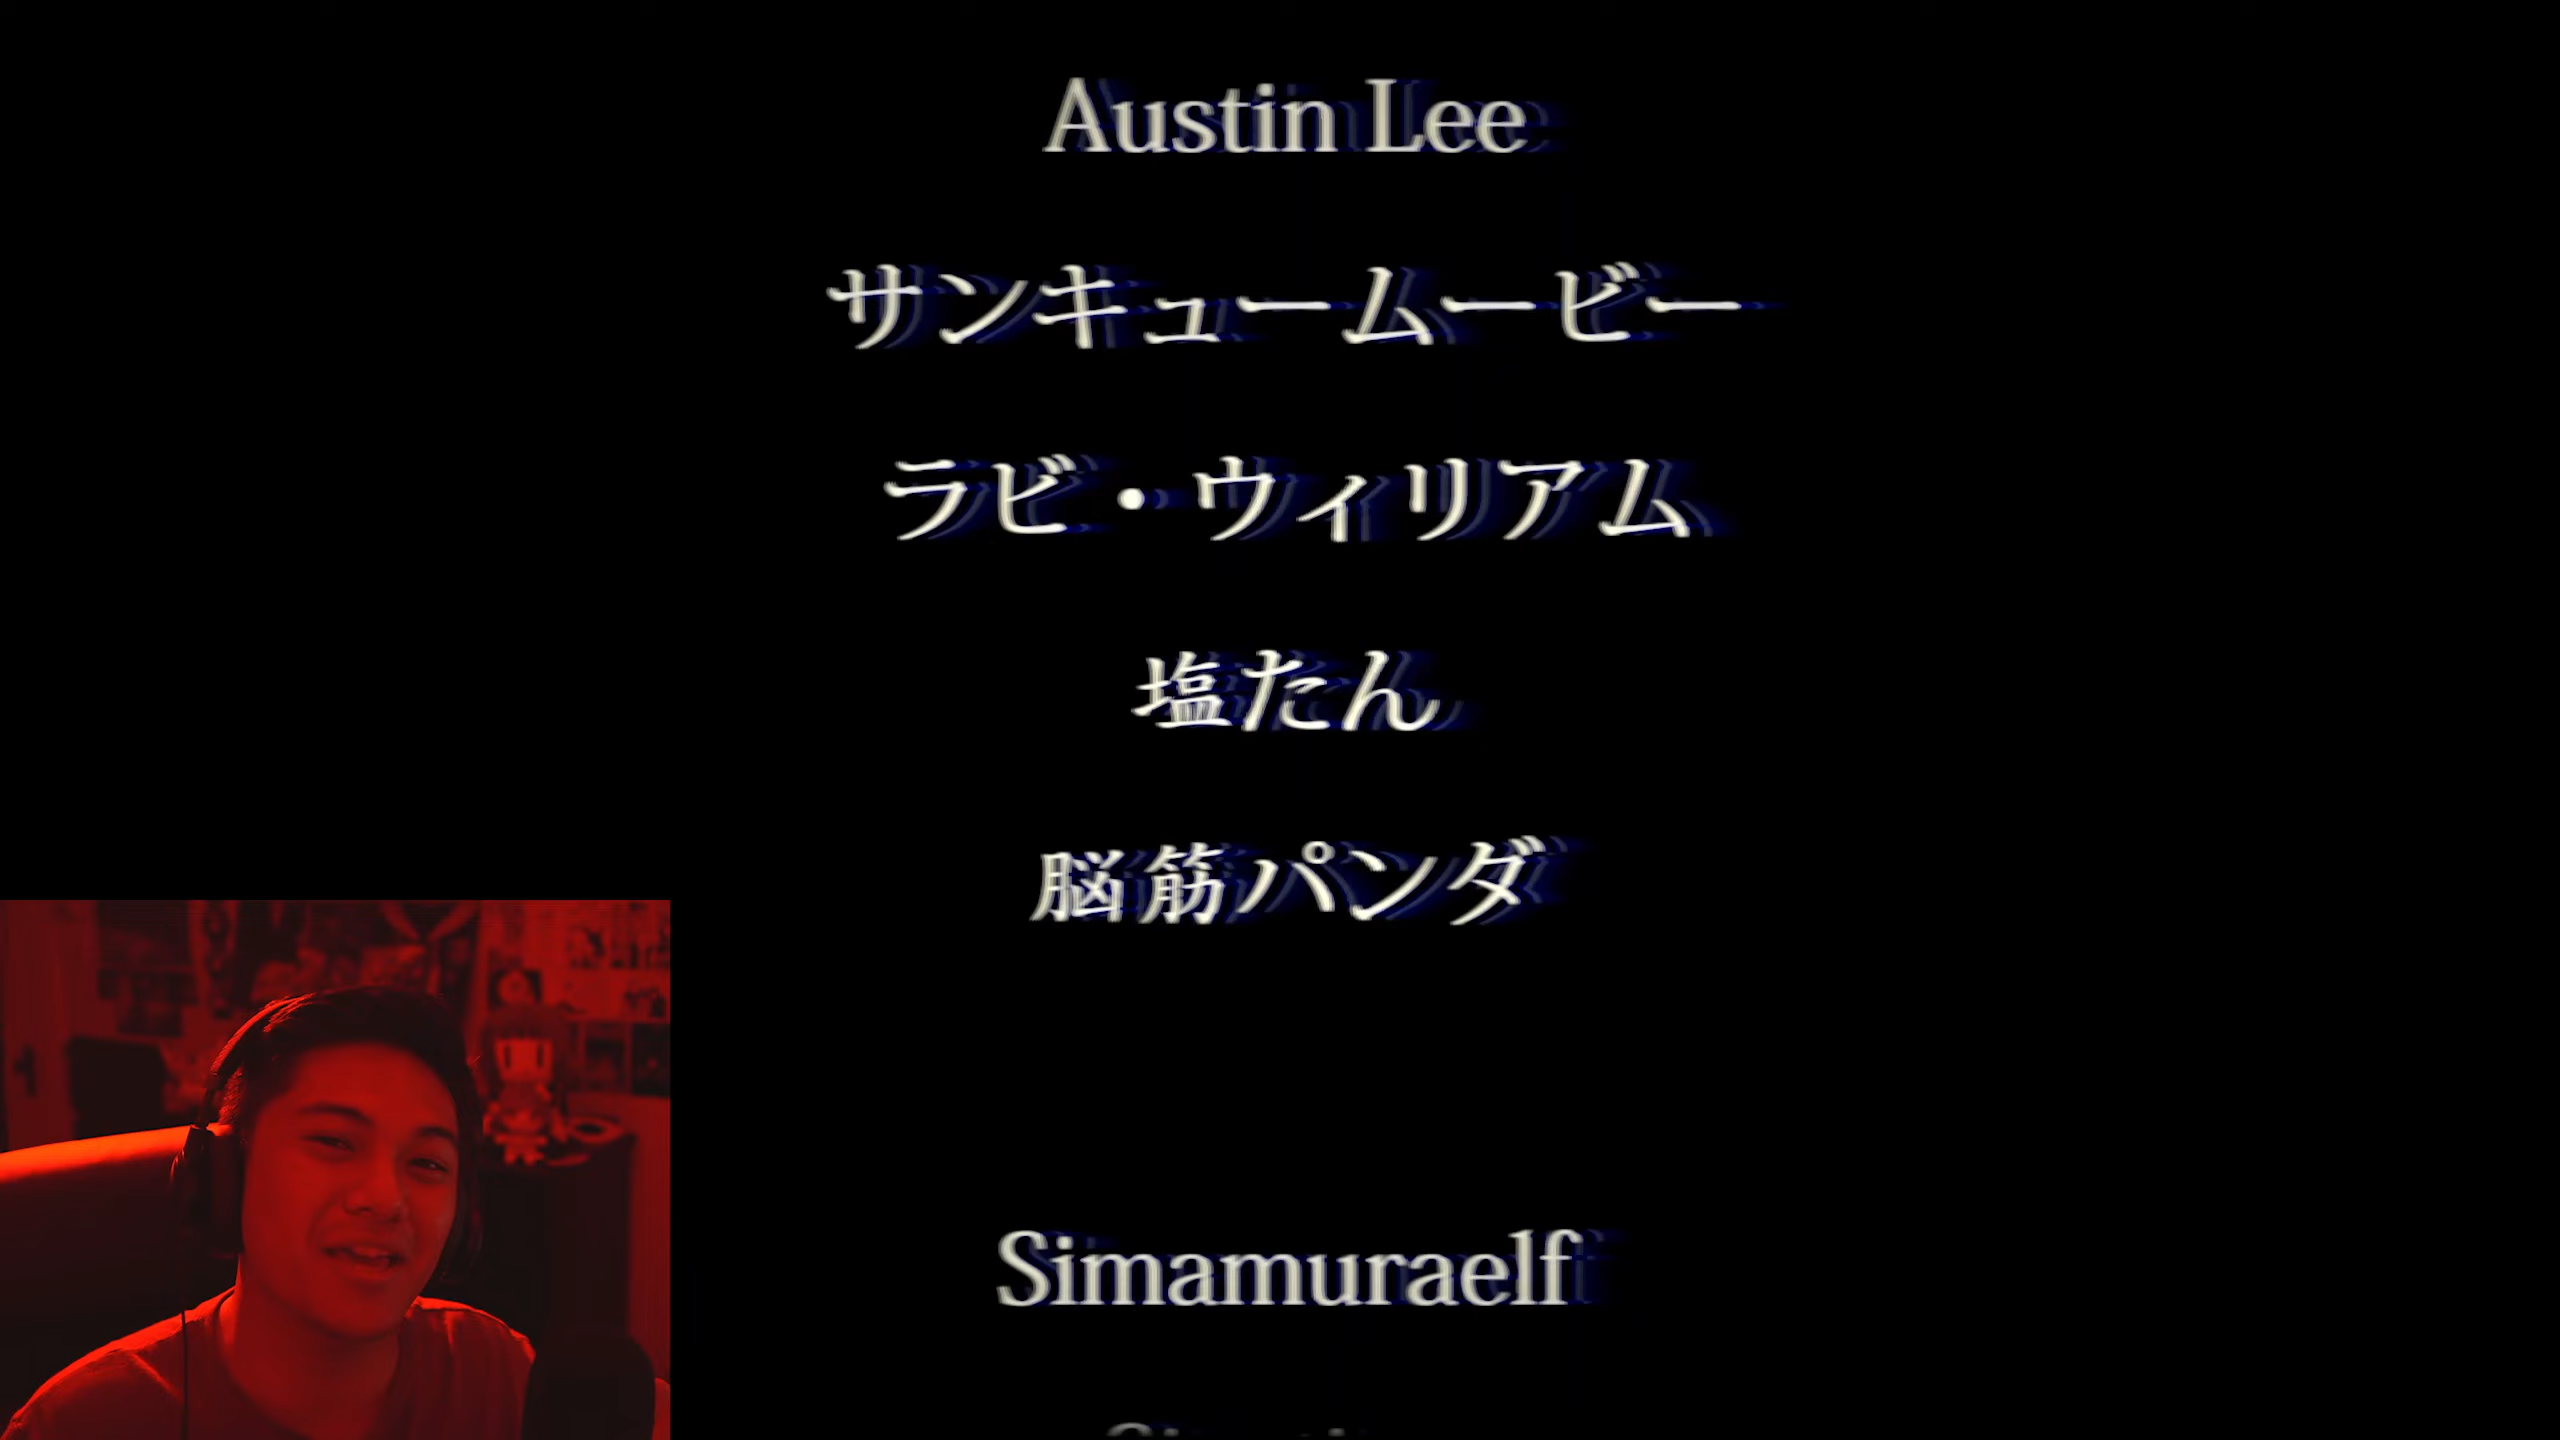 Austin Lee
サンキュームービー
ラビ・ウィリアム
塩たん
脳筋パンダ
Simamuraelf